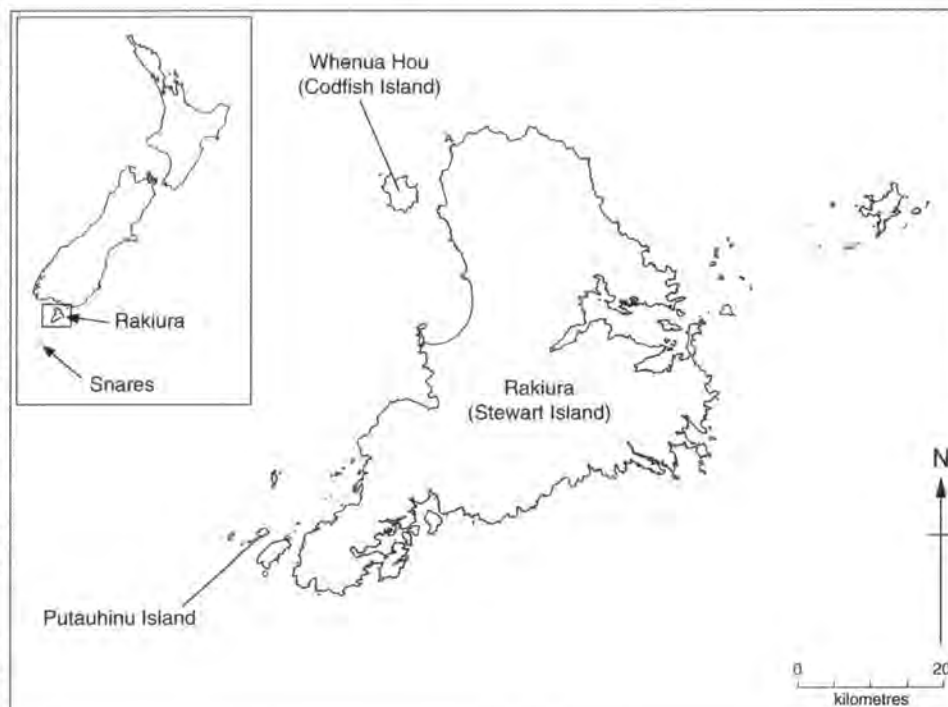 Whenua Hou
(Codfish Island)
Rakiura
Snares
Rakiura
(Stewart Island)
Putauhinu Island
N
0 20
kilometres